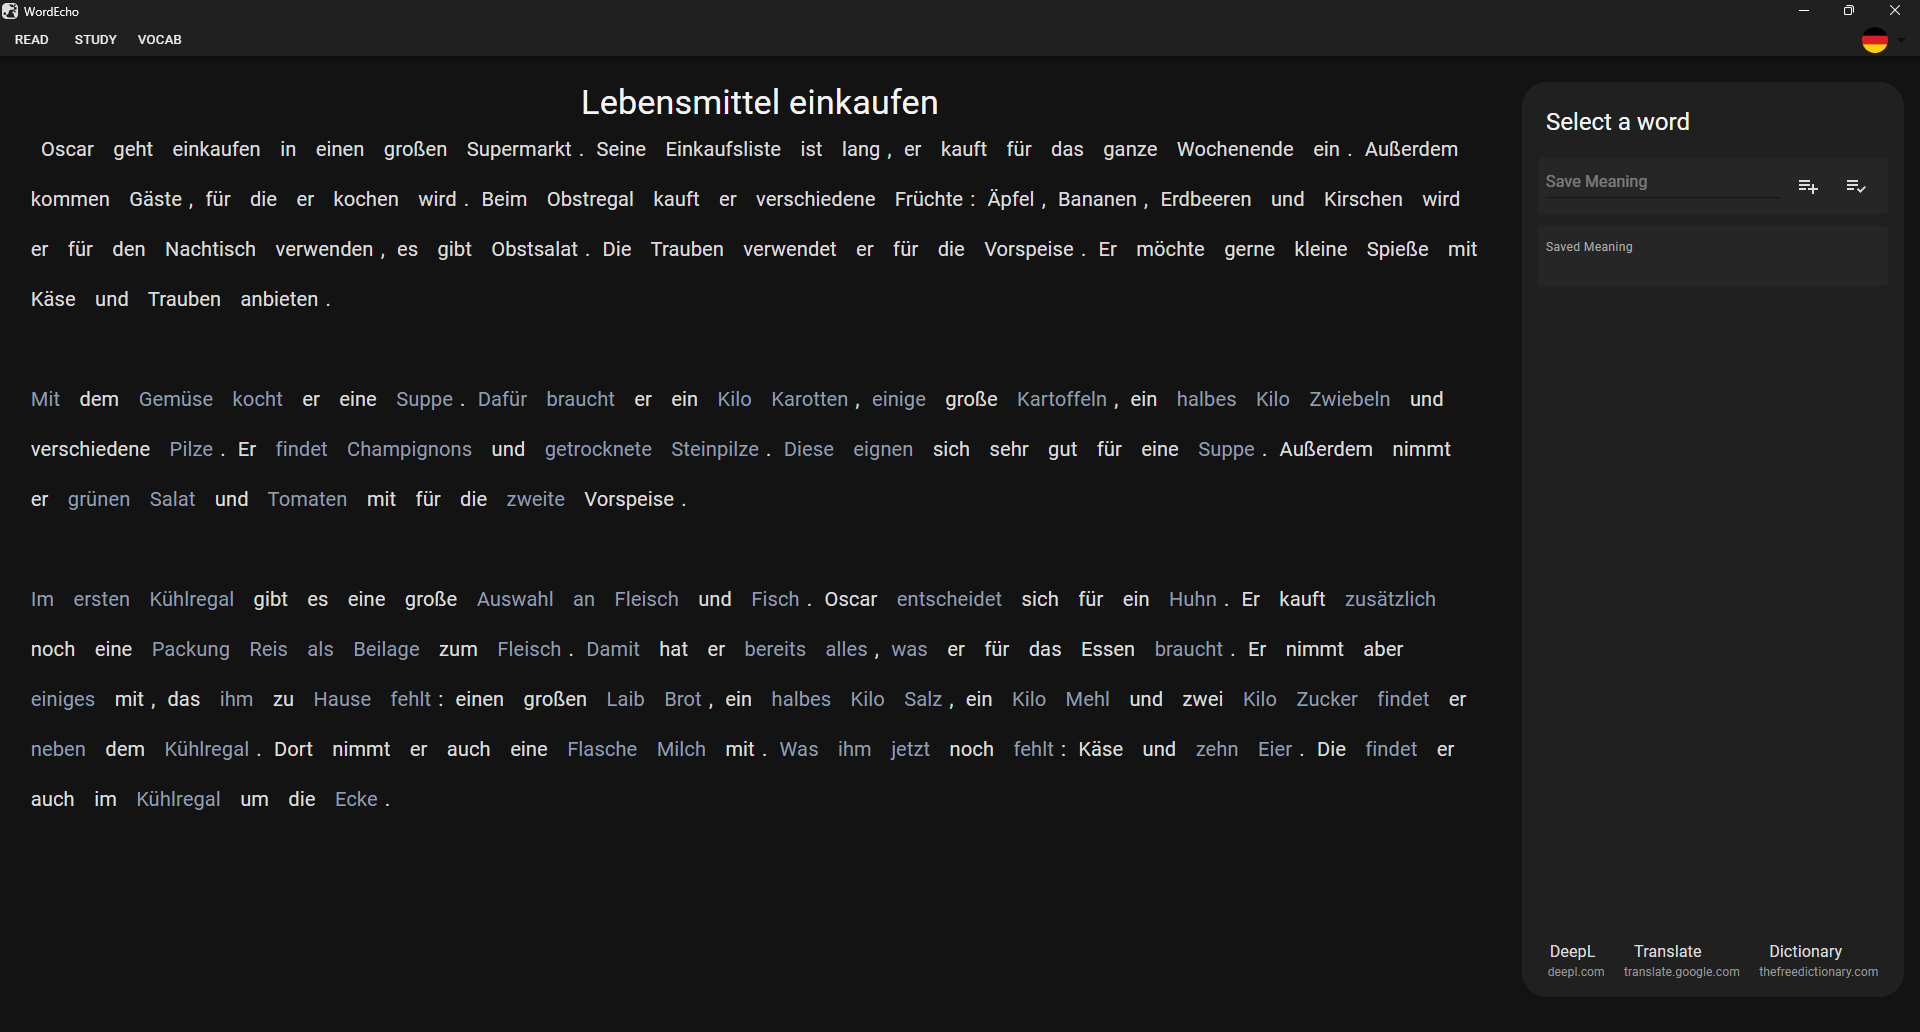 WordEcho
READ STUDY VOCAB
Lebensmittel einkaufen
Oscar geht einkaufen in einen großen Supermarkt . Seine Einkaufsliste ist lang , er kauft für das ganze Wochenende ein . Außerdem
kommen Gäste , für die er kochen wird . Beim Obstregal kauft er verschiedene Früchte : Äpfel , Bananen , Erdbeeren und Kirschen wird
er für den Nachtisch verwenden , es gibt Obstsalat . Die Trauben verwendet er für die Vorspeise . Er möchte gerne kleine Spieße mit
Käse und Trauben anbieten .
Mit dem Gemüse kocht er eine Suppe . Dafür braucht er ein Kilo Karotten , einige große Kartoffeln , ein halbes Kilo Zwiebeln und
verschiedene Pilze . Er findet Champignons und getrocknete Steinpilze . Diese eignen sich sehr gut für eine Suppe . Außerdem nimmt
er grünen Salat und Tomaten mit für die zweite Vorspeise .
Im ersten Kühlregal gibt es eine große Auswahl an Fleisch und Fisch . Oscar entscheidet sich für ein Huhn . Er kauft zusätzlich
noch eine Packung Reis als Beilage zum Fleisch . Damit hat er bereits alles , was er für das Essen braucht . Er nimmt aber
einiges mit , das ihm zu Hause fehlt : einen großen Laib Brot , ein halbes Kilo Salz , ein Kilo Mehl und zwei Kilo Zucker findet er
neben dem Kühlregal . Dort nimmt er auch eine Flasche Milch mit . Was ihm jetzt noch fehlt : Käse und zehn Eier . Die findet er
auch im Kühlregal um die Ecke .
Select a word
Save Meaning
Saved Meaning
DeepL Translate Dictionary
deepl.com translate.google.com thefreedictionary.com